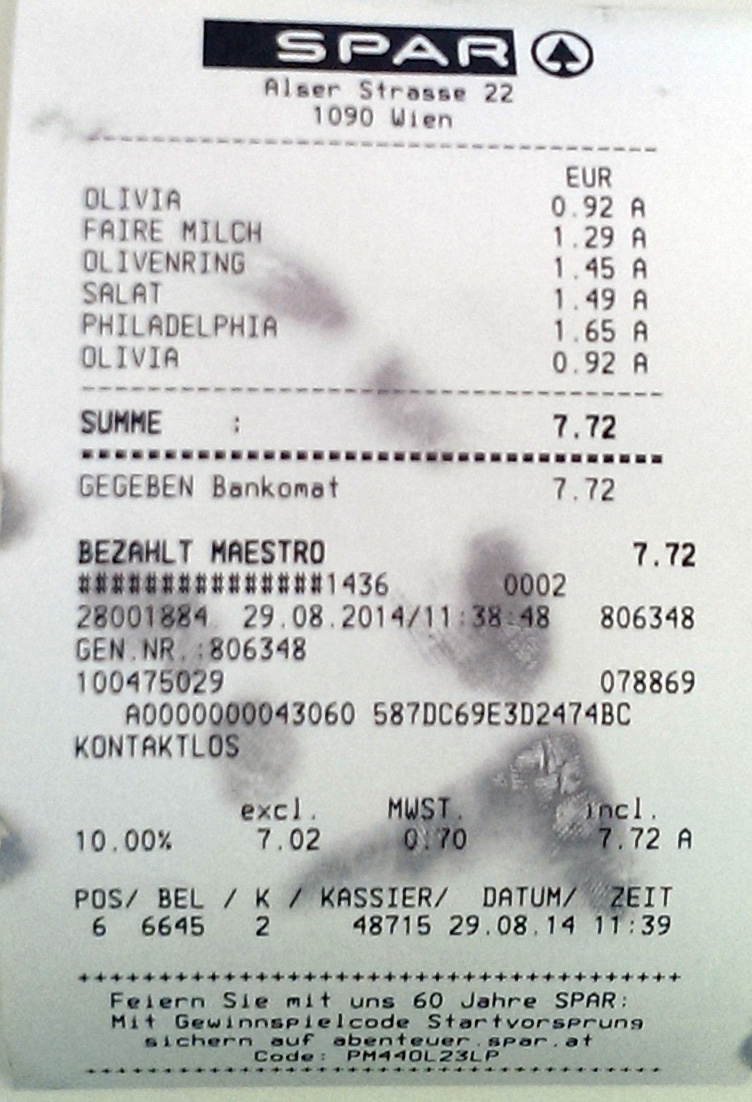 SPAR
Alser Strasse 22
1090 Wien
------------------------------------
EUR
OLIVIA 0.92 A
FAIRE MILCH 1.29 A
OLIVENRING 1.45 A
SALAT 1.49 A
PHILADELPHIA 1.65 A
OLIVIA 0.92 A
------------------------------------
SUMME : 7.72
====================================
GEGEBEN Bankomat 7.72
BEZAHLT MAESTRO 7.72
###############1436 0002
28001884 29.08.2014/11:38:48 806348
GEN.NR.:806348
100475029 078869
A0000000043060 587DC69E3D2474BC
KONTAKTLOS
excl. MWST. incl.
10.00% 7.02 0.70 7.72 A
POS/ BEL / K / KASSIER/ DATUM/ ZEIT
6 6645 2 48715 29.08.14 11:39
++++++++++++++++++++++++++++++++++++++
Feiern Sie mit uns 60 Jahre SPAR:
Mit Gewinnspielcode Startvorsprung
sichern auf abenteuer.spar.at
Code: PM440L23LP
++++++++++++++++++++++++++++++++++++++